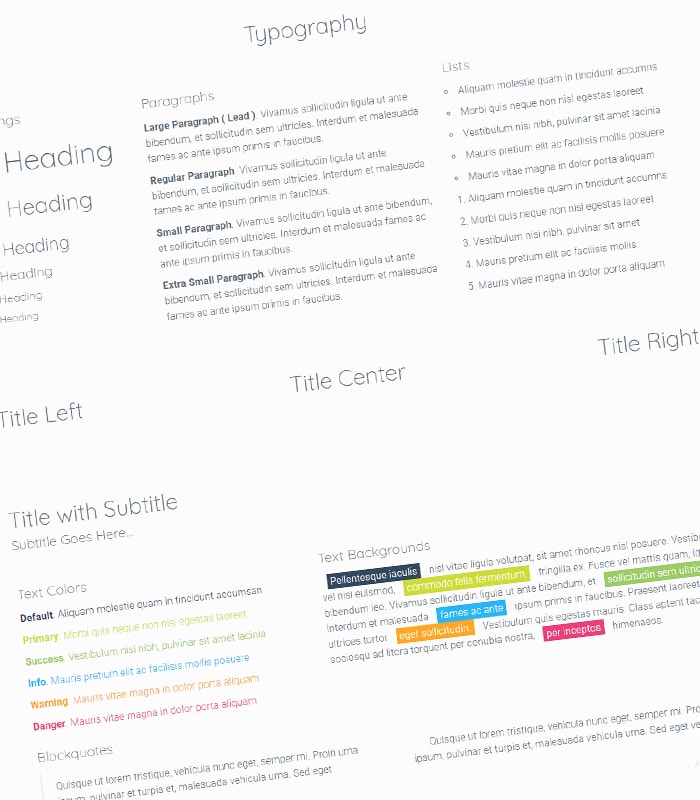 Typography
Heading
Heading
Heading
Heading
Heading
Heading
Paragraphs
Large Paragraph ( Lead ). Vivamus sollicitudin ligula ut ante
bibendum, et sollicitudin sem ultricies. Interdum et malesuada
fames ac ante ipsum primis in faucibus.
Regular Paragraph. Vivamus sollicitudin ligula ut ante
bibendum, et sollicitudin sem ultricies. Interdum et malesuada
fames ac ante ipsum primis in faucibus.
Small Paragraph. Vivamus sollicitudin ligula ut ante bibendum,
et sollicitudin sem ultricies. Interdum et malesuada fames ac
ante ipsum primis in faucibus.
Extra Small Paragraph. Vivamus sollicitudin ligula ut ante
bibendum, et sollicitudin sem ultricies. Interdum et malesuada
fames ac ante ipsum primis in faucibus.
Lists
Aliquam molestie quam in tincidunt accumns
Morbi quis neque non nisl egestas laoreet
Vestibulum nisi nibh, pulvinar sit amet lacinia
Mauris pretium elit ac facilisis mollis posuere
Mauris vitae magna in dolor porta aliquam
1. Aliquam molestie quam in tincidunt accumns
2. Morbi quis neque non nisl egestas laoreet
3. Vestibulum nisi nibh, pulvinar sit amet
4. Mauris pretium elit ac facilisis mollis
5. Mauris vitae magna in dolor porta aliquam
Title Left
Title Center
Title Right
Title with Subtitle
Subtitle Goes Here...
Text Colors
Default. Aliquam molestie quam in tincidunt accumsan
Primary. Morbi quis neque non nisl egestas laoreet
Success. Vestibulum nisi nibh, pulvinar sit amet lacinia
Info. Mauris pretium elit ac facilisis mollis posuere
Warning. Mauris vitae magna in dolor porta aliquam
Danger. Mauris vitae magna in dolor porta aliquam
Text Backgrounds
Pellentesque iaculis nisl vitae ligula volutpat, sit amet rhoncus nisl posuere.
vel nisi euismod, commodo felis fermentum, fringilla ex. Fusce vel mattis quam,
bibendum leo. Vivamus sollicitudin ligula ut ante bibendum, et sollicitudin sem
Interdum et malesuada fames ac ante ipsum primis in faucibus. Praesent
ultrices tortor eget sollicitudin. Vestibulum quis egestas mauris. Class aptent
sociosqu ad litora torquent per conubia nostra, per inceptos himenaeos.
Blockquotes
Quisque ut lorem tristique, vehicula nunc eget, semper mi. Proin urna
ipsum, pulvinar et turpis et, malesuada vehicula urna. Sed eget
Quisque ut lorem tristique, vehicula nunc eget, semper mi.
ipsum, pulvinar et turpis et, malesuada vehicula urna. Sed eget